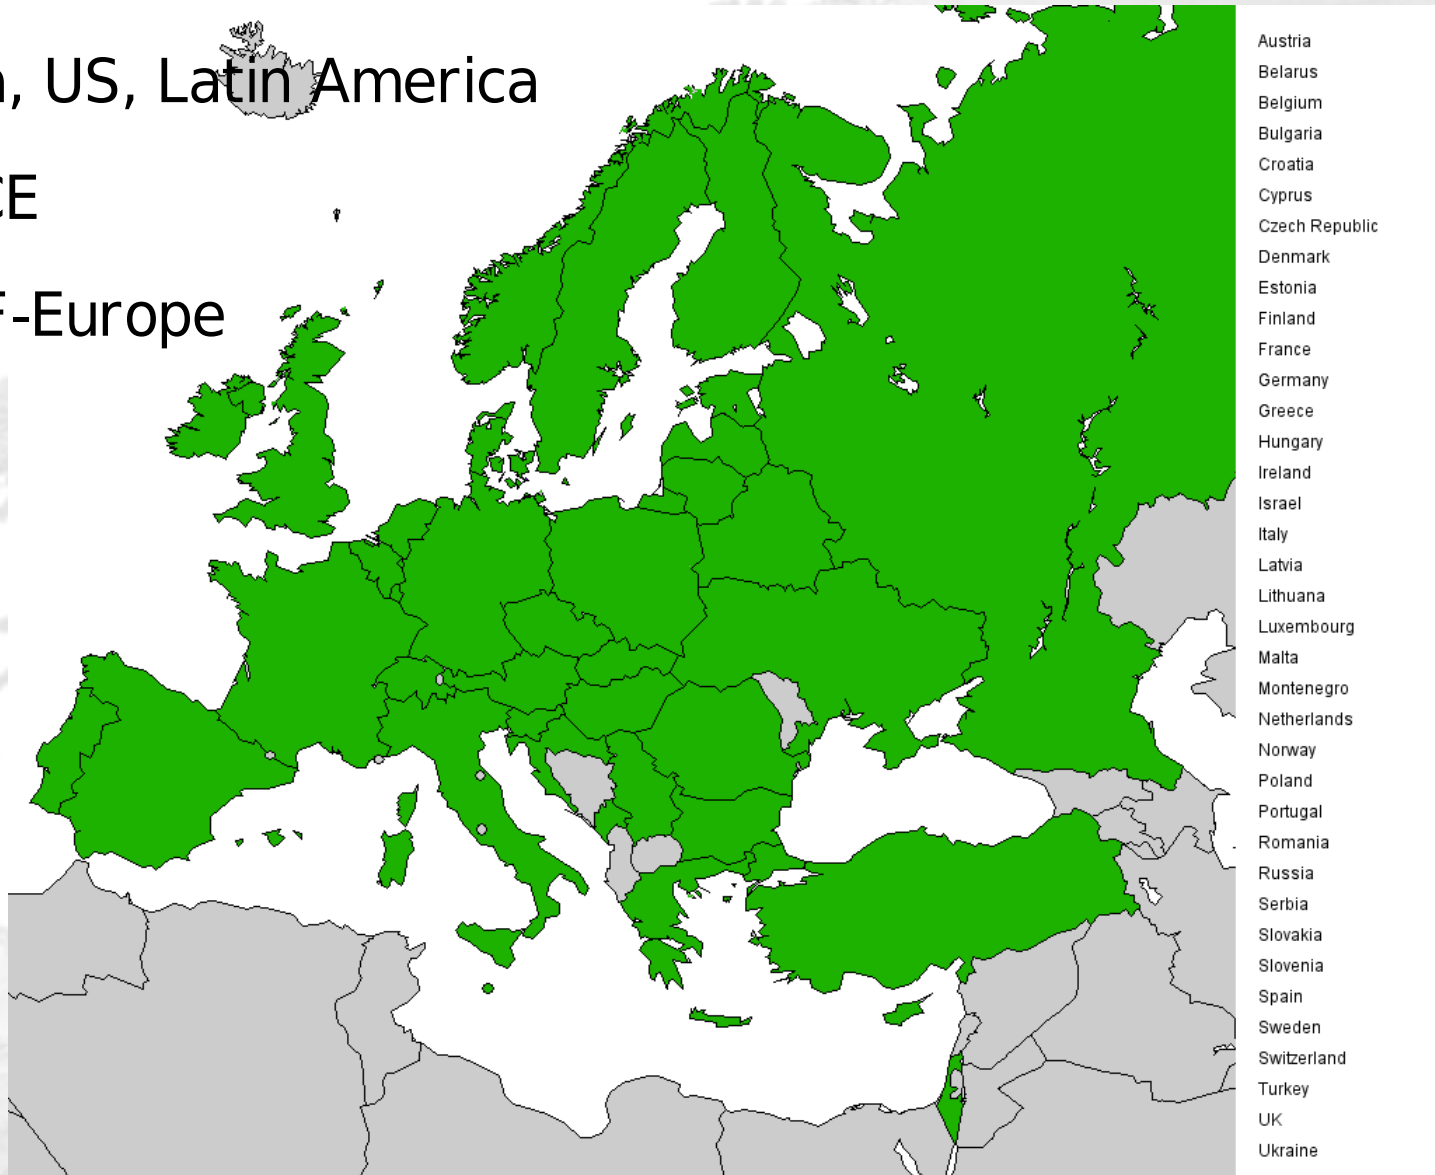 , US, Latin America
CE
-Europe
Austria
Belarus
Belgium
Bulgaria
Croatia
Cyprus
Czech Republic
Denmark
Estonia
Finland
France
Germany
Greece
Hungary
Ireland
Israel
Italy
Latvia
Lithuana
Luxembourg
Malta
Montenegro
Netherlands
Norway
Poland
Portugal
Romania
Russia
Serbia
Slovakia
Slovenia
Spain
Sweden
Switzerland
Turkey
UK
Ukraine